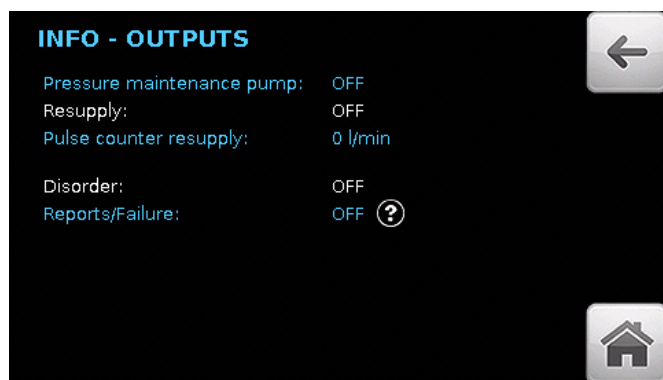 INFO - OUTPUTS
Pressure maintenance pump: OFF
Resupply: OFF
Pulse counter resupply: 0 l/min
Disorder: OFF
Reports/Failure: OFF ?